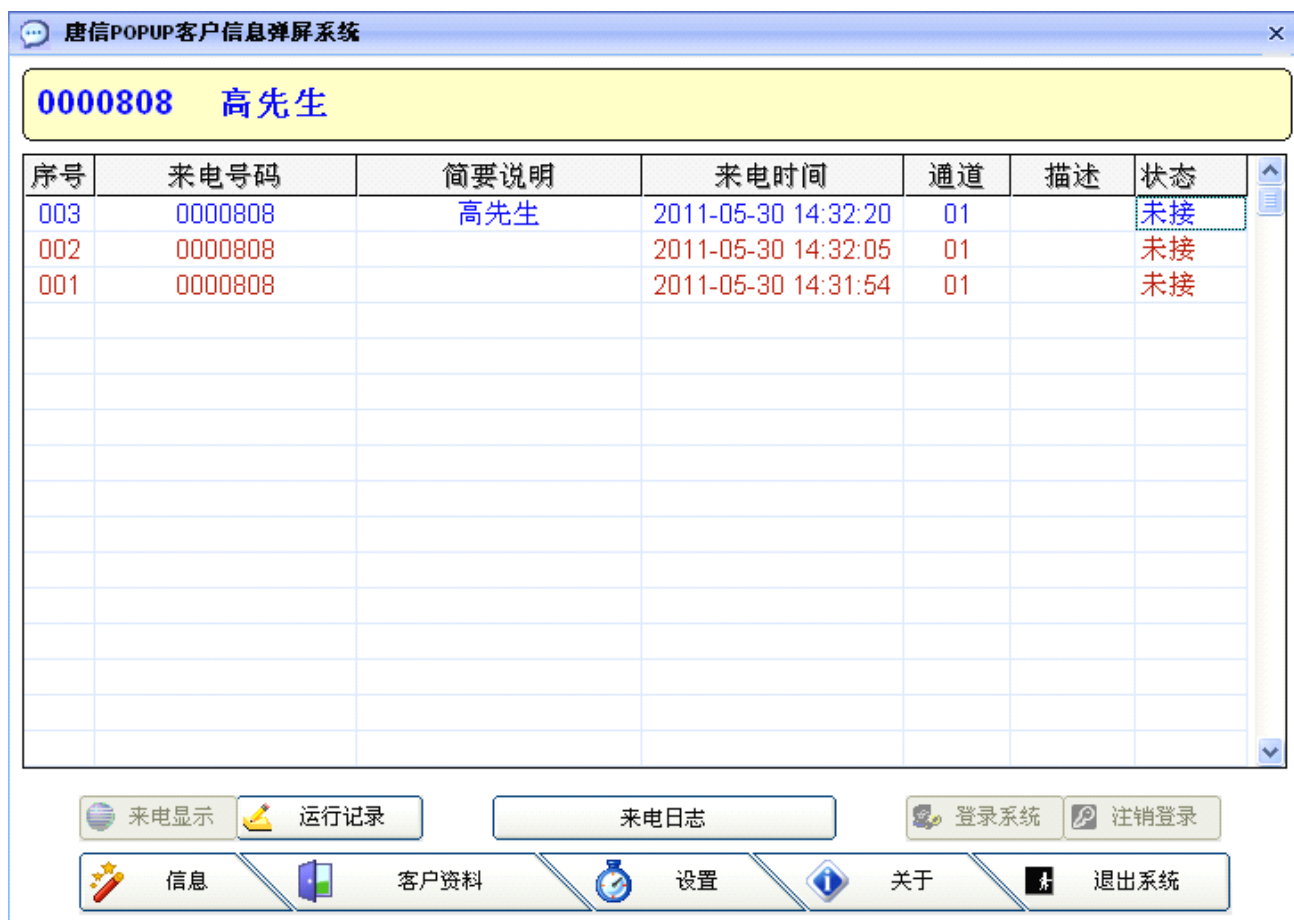 唐信POPUP客户信息弹屏系统
0000808 高先生
序号 来电号码 简要说明 来电时间 通道 描述 状态
003 0000808 高先生 2011-05-30 14:32:20 01 未接
002 0000808 2011-05-30 14:32:05 01 未接
001 0000808 2011-05-30 14:31:54 01 未接
来电显示 运行记录 来电日志 登录系统 注销登录
信息 客户资料 设置 关于 退出系统